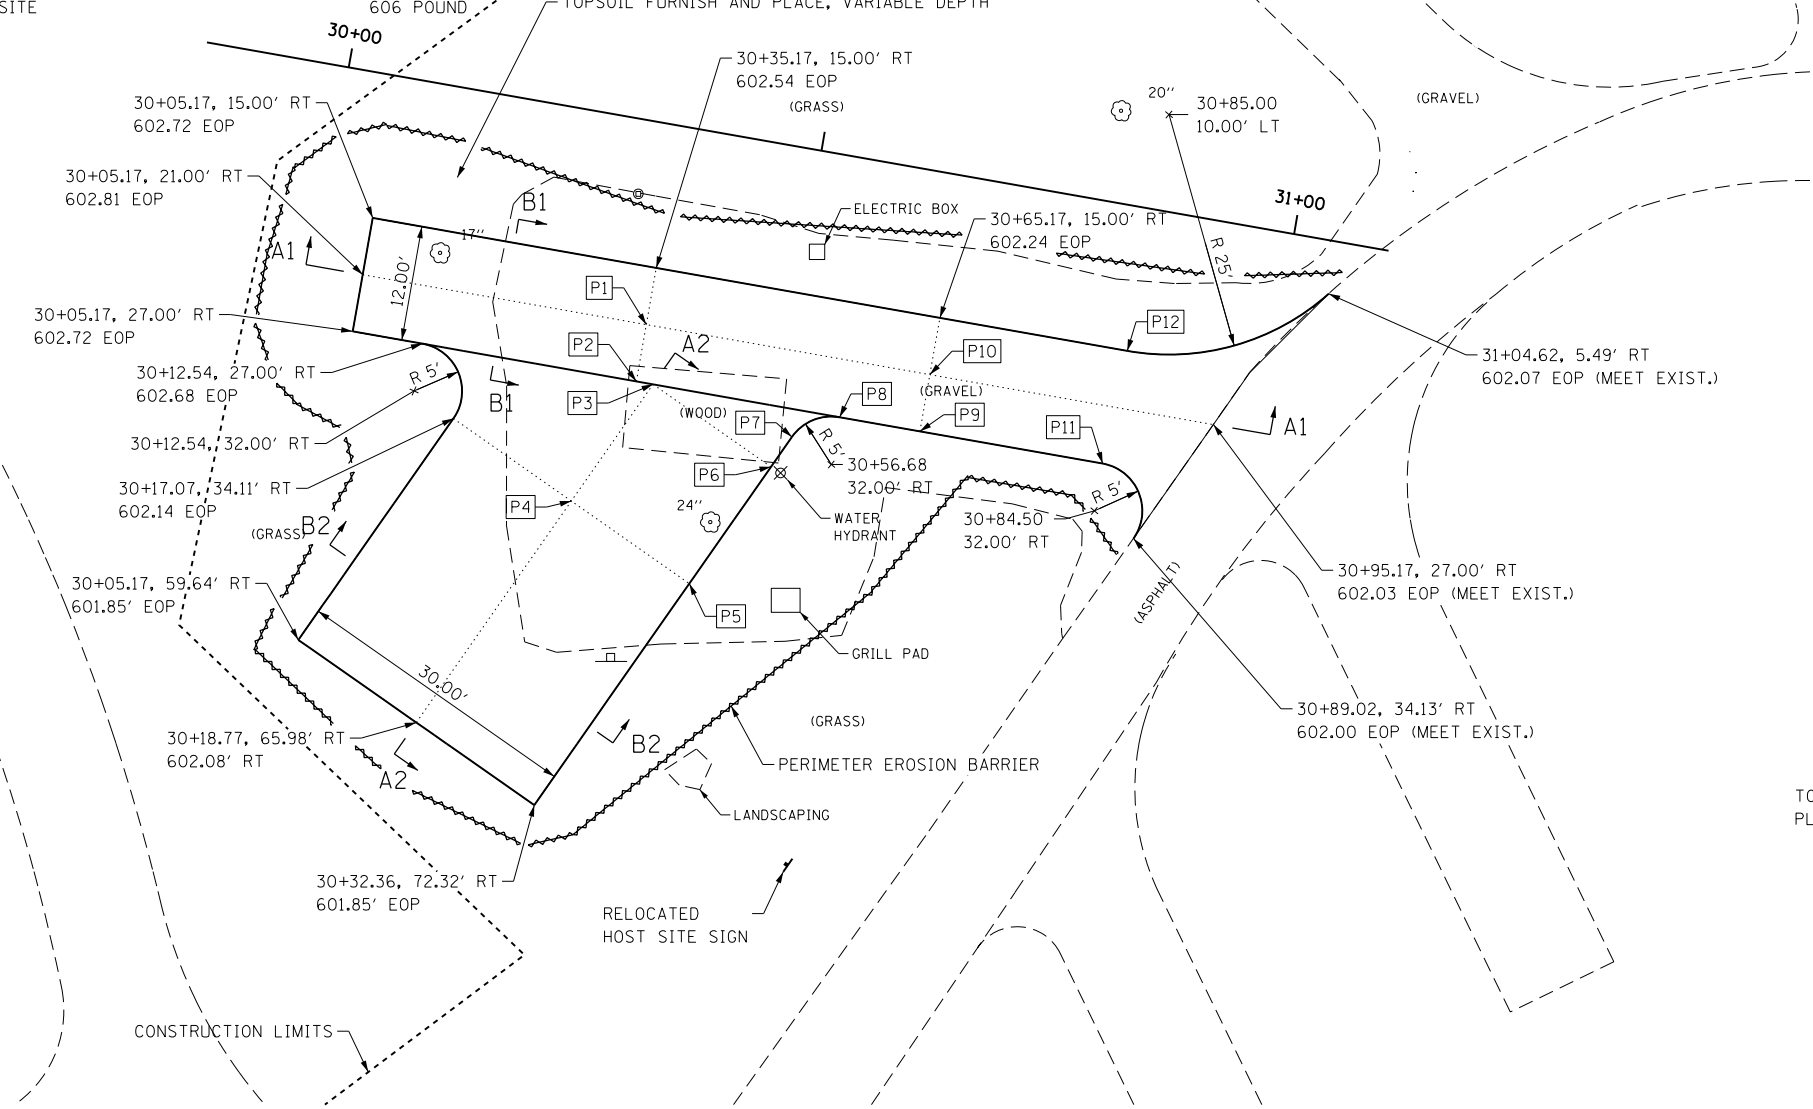 SITE
606 POUND
TOPSOIL FURNISH AND PLACE, VARIABLE DEPTH
30+00
30+35.17, 15.00' RT
602.54 EOP
(GRASS)
20"
30+85.00
10.00' LT
(GRAVEL)
30+05.17, 15.00' RT
602.72 EOP
30+05.17, 21.00' RT
602.81 EOP
31+00
B1
ELECTRIC BOX
30+65.17, 15.00' RT
602.24 EOP
A1
17"
12.00'
R 25'
P1
30+05.17, 27.00' RT
602.72 EOP
P12
P2
A2
P10
31+04.62, 5.49' RT
602.07 EOP (MEET EXIST.)
30+12.54, 27.00' RT
602.68 EOP
R 5'
B1
P3
(WOOD)
P8
(GRAVEL)
P9
P7
P11
A1
30+12.54, 32.00' RT
R 5'
P6
30+56.68
32.00' RT
30+17.07, 34.11' RT
602.14 EOP
P4
24"
R 5'
30+84.50
32.00' RT
WATER
HYDRANT
(GRASS)
B2
30+05.17, 59.64' RT
601.85' EOP
30+95.17, 27.00' RT
602.03 EOP (MEET EXIST.)
(ASPHALT)
P5
GRILL PAD
30.00'
30+89.02, 34.13' RT
602.00 EOP (MEET EXIST.)
(GRASS)
30+18.77, 65.98' RT
602.08' RT
B2
PERIMETER EROSION BARRIER
A2
LANDSCAPING
TO
PL
30+32.36, 72.32' RT
601.85' EOP
RELOCATED
HOST SITE SIGN
CONSTRUCTION LIMITS